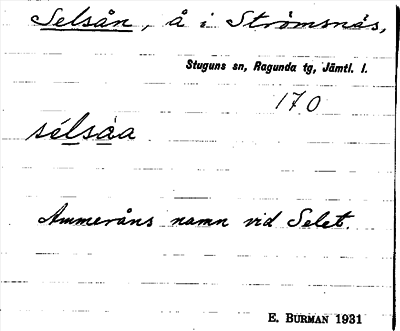 Selsån, å i Strömsnäs,
Stuguns sn, Ragunda tg, Jämtl. l.
170
sélsåa
Ammeråns namn vid Selet.
E. BURMAN 1931